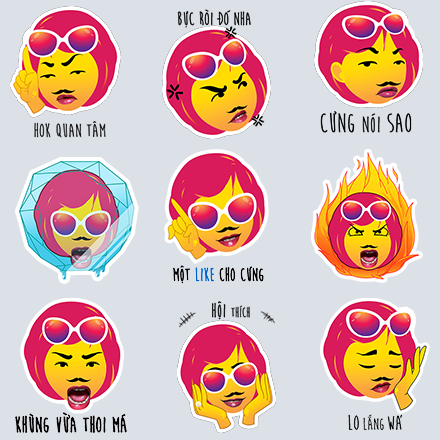 BỰC RỒI ĐÓ NHA
HOK QUAN TÂM
CƯNG NÓI SAO
MỘT LIKE CHO CƯNG
KHÙNG VỪA THOI MÁ
HỘI THÍCH
LO LẮNG WÁ